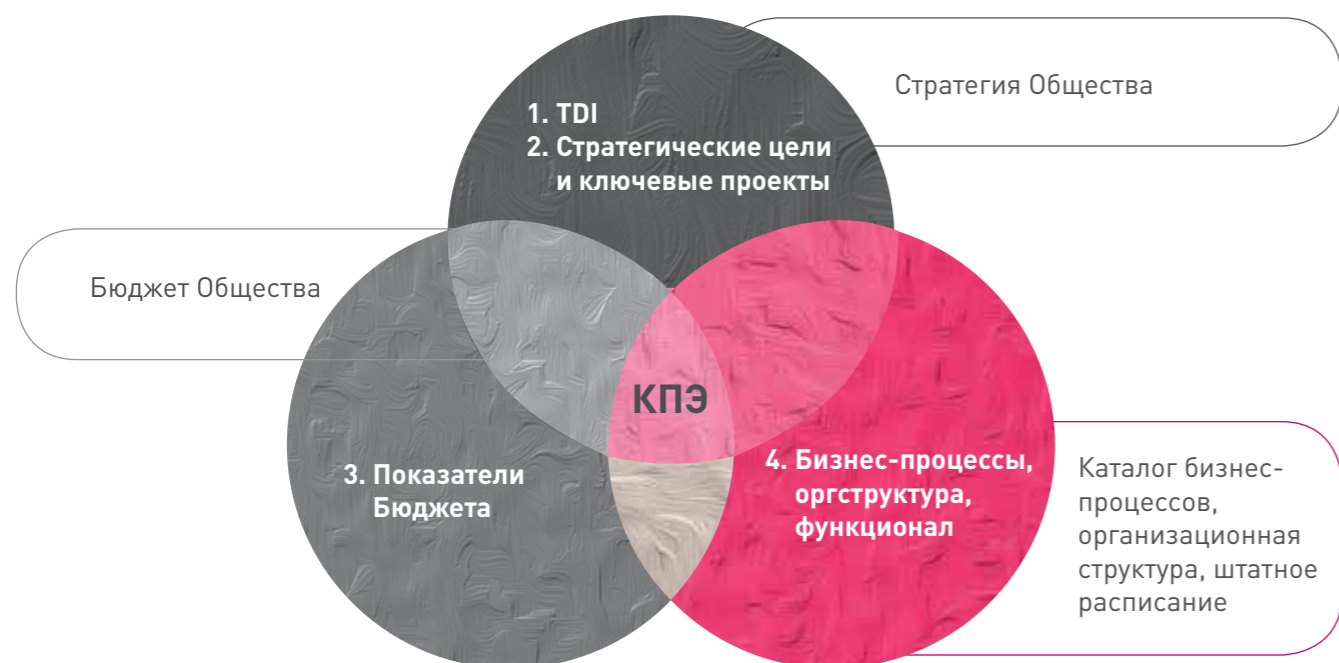 Стратегия Общества
1. TDI
2. Стратегические цели
и ключевые проекты
Бюджет Общества
КПЭ
3. Показатели
Бюджета
4. Бизнес-процессы,
оргструктура,
функционал
Каталог бизнес-
процессов,
организационная
структура, штатное
расписание